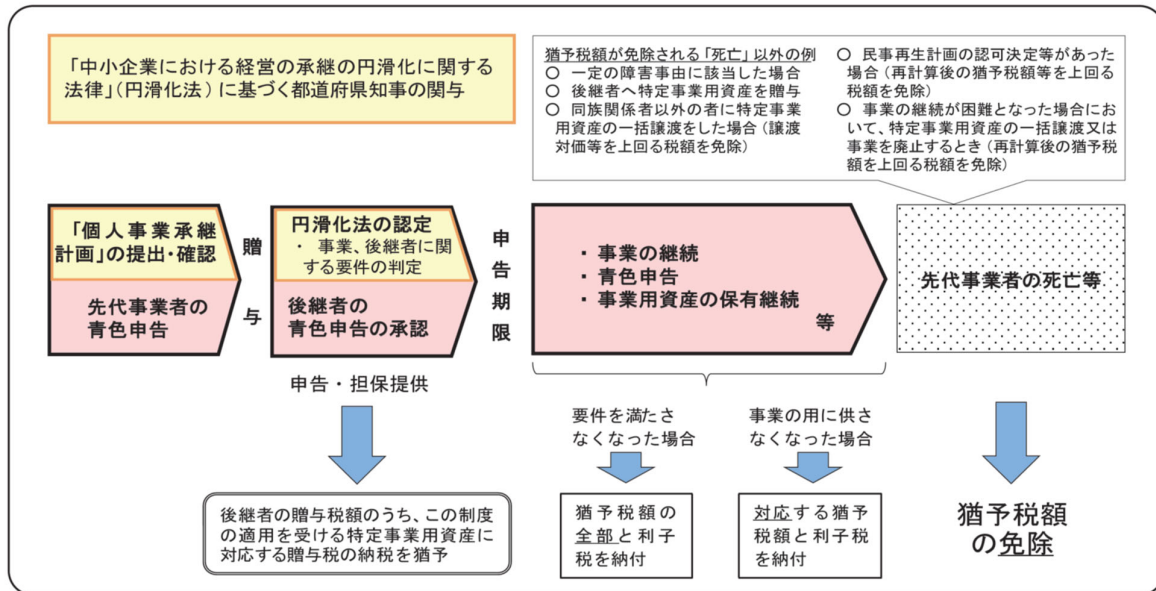 「中小企業における経営の承継の円滑化に関する
法律」(円滑化法)に基づく都道府県知事の関与
猶予税額が免除される「死亡」以外の例
○ 一定の障害事由に該当した場合
○ 後継者へ特定事業用資産を贈与
○ 同族関係者以外の者に特定事業
用資産の一括譲渡をした場合(譲渡
対価等を上回る税額を免除)
○ 民事再生計画の認可決定等があった
場合(再計算後の猶予税額等を上回る
税額を免除)
○ 事業の継続が困難となった場合にお
いて、特定事業用資産の一括譲渡又は
事業を廃止するとき(再計算後の猶予税
額を上回る税額を免除)
「個人事業承継
計画」の提出・確認
先代事業者の
青色申告
贈与
円滑化法の認定
・ 事業、後継者に関
する要件の判定
後継者の
青色申告の承認
申告期限
・ 事業の継続
・ 青色申告
・ 事業用資産の保有継続
等
先代事業者の死亡等
申告・担保提供
要件を満たさ
なくなった場合
事業の用に供さ
なくなった場合
後継者の贈与税額のうち、この制度
の適用を受ける特定事業用資産に
対応する贈与税の納税を猶予
猶予税額の
全部と利子
税を納付
対応する猶予
税額と利子税
を納付
猶予税額
の免除